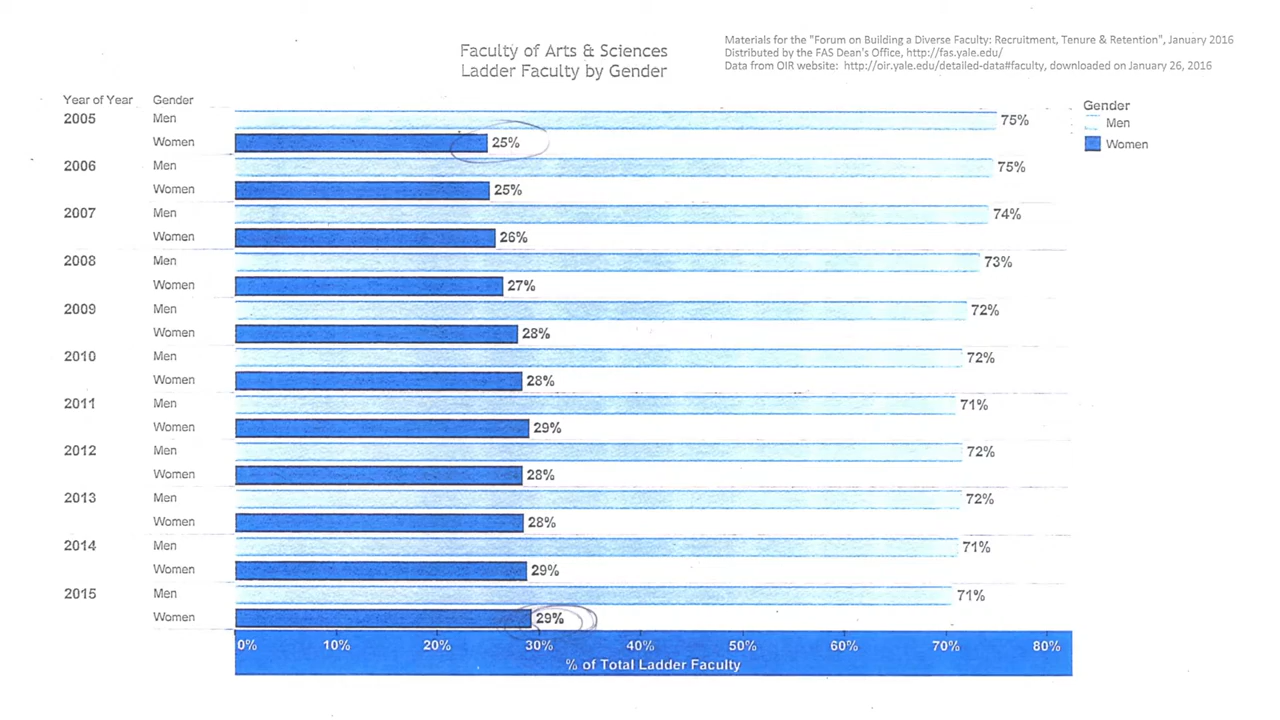 Faculty of Arts & Sciences
Ladder Faculty by Gender
Materials for the "Forum on Building a Diverse Faculty: Recruitment, Tenure & Retention", January 2016
Distributed by the FAS Dean's Office, http://fas.yale.edu/
Data from OIR website: http://oir.yale.edu/detailed-data#faculty, downloaded on January 26, 2016
Year of Year Gender
2005 Men 75%
Women 25%
2006 Men 75%
Women 25%
2007 Men 74%
Women 26%
2008 Men 73%
Women 27%
2009 Men 72%
Women 28%
2010 Men 72%
Women 28%
2011 Men 71%
Women 29%
2012 Men 72%
Women 28%
2013 Men 72%
Women 28%
2014 Men 71%
Women 29%
2015 Men 71%
Women 29%
0% 10% 20% 30% 40% 50% 60% 70% 80%
% of Total Ladder Faculty
Gender
Men
Women